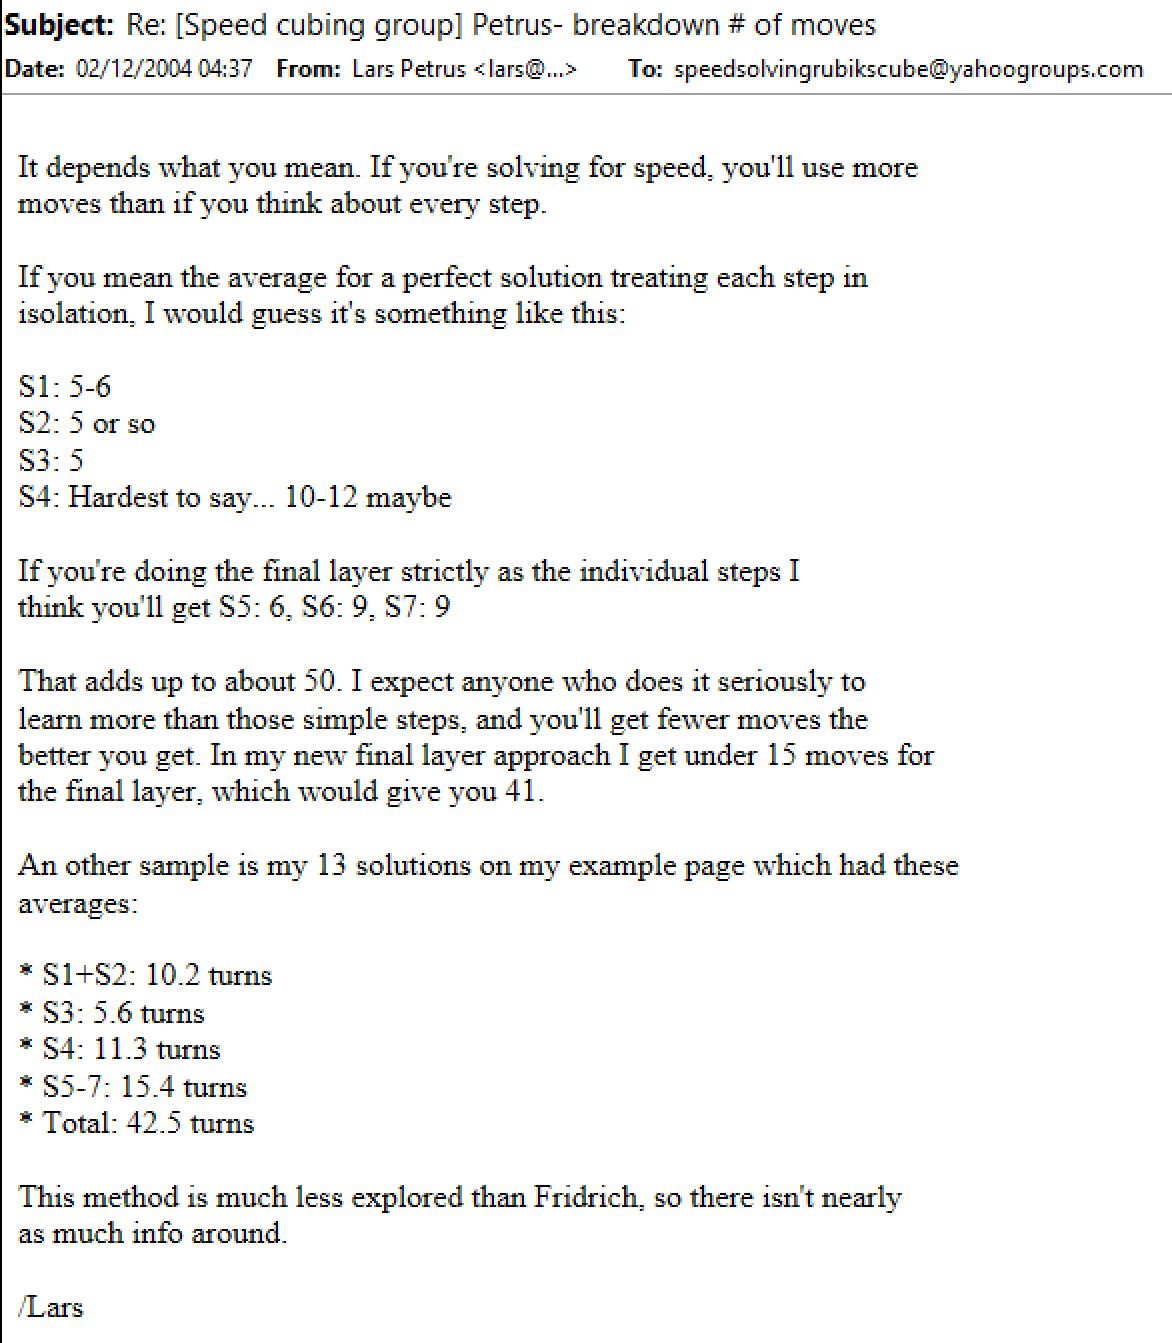 Subject: Re: [Speed cubing group] Petrus- breakdown # of moves
Date: 02/12/2004 04:37 From: Lars Petrus <lars@...> To: speedsolvingrubikscube@yahoogroups.com
It depends what you mean. If you're solving for speed, you'll use more
moves than if you think about every step.
If you mean the average for a perfect solution treating each step in
isolation, I would guess it's something like this:
S1: 5-6
S2: 5 or so
S3: 5
S4: Hardest to say... 10-12 maybe
If you're doing the final layer strictly as the individual steps I
think you'll get S5: 6, S6: 9, S7: 9
That adds up to about 50. I expect anyone who does it seriously to
learn more than those simple steps, and you'll get fewer moves the
better you get. In my new final layer approach I get under 15 moves for
the final layer, which would give you 41.
An other sample is my 13 solutions on my example page which had these
averages:
* S1+S2: 10.2 turns
* S3: 5.6 turns
* S4: 11.3 turns
* S5-7: 15.4 turns
* Total: 42.5 turns
This method is much less explored than Fridrich, so there isn't nearly
as much info around.
/Lars